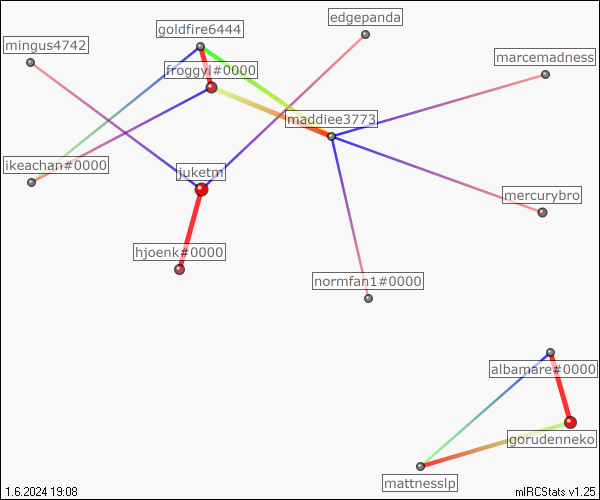 edgepanda
goldfire6444
mingus4742
marcemadness
froggyl#0000
maddiee3773
ikeachan#0000
juketm
mercurybro
hjoenk#0000
normfan1#0000
albamare#0000
gorudenneko
mattnesslp
1.6.2024 19:08
mIRCStats v1.25